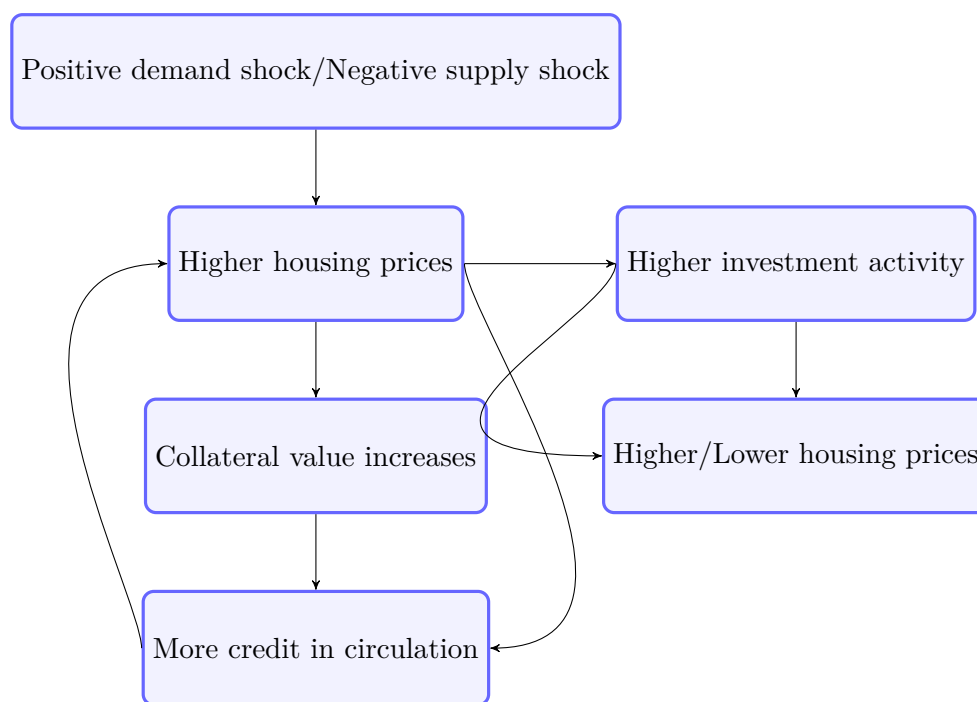 Positive demand shock/Negative supply shock
Higher housing prices
Higher investment activity
Collateral value increases
Higher/Lower housing prices
More credit in circulation